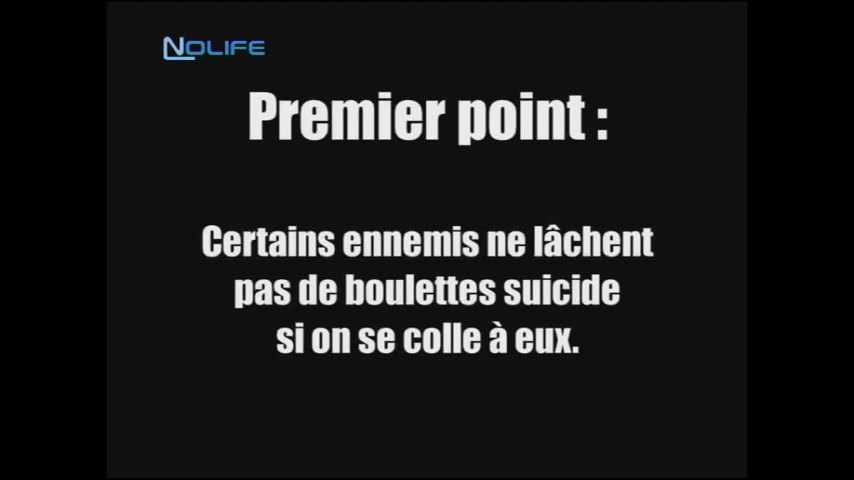 NOLIFE
Premier point :
Certains ennemis ne lâchent
pas de boulettes suicide
si on se colle à eux.